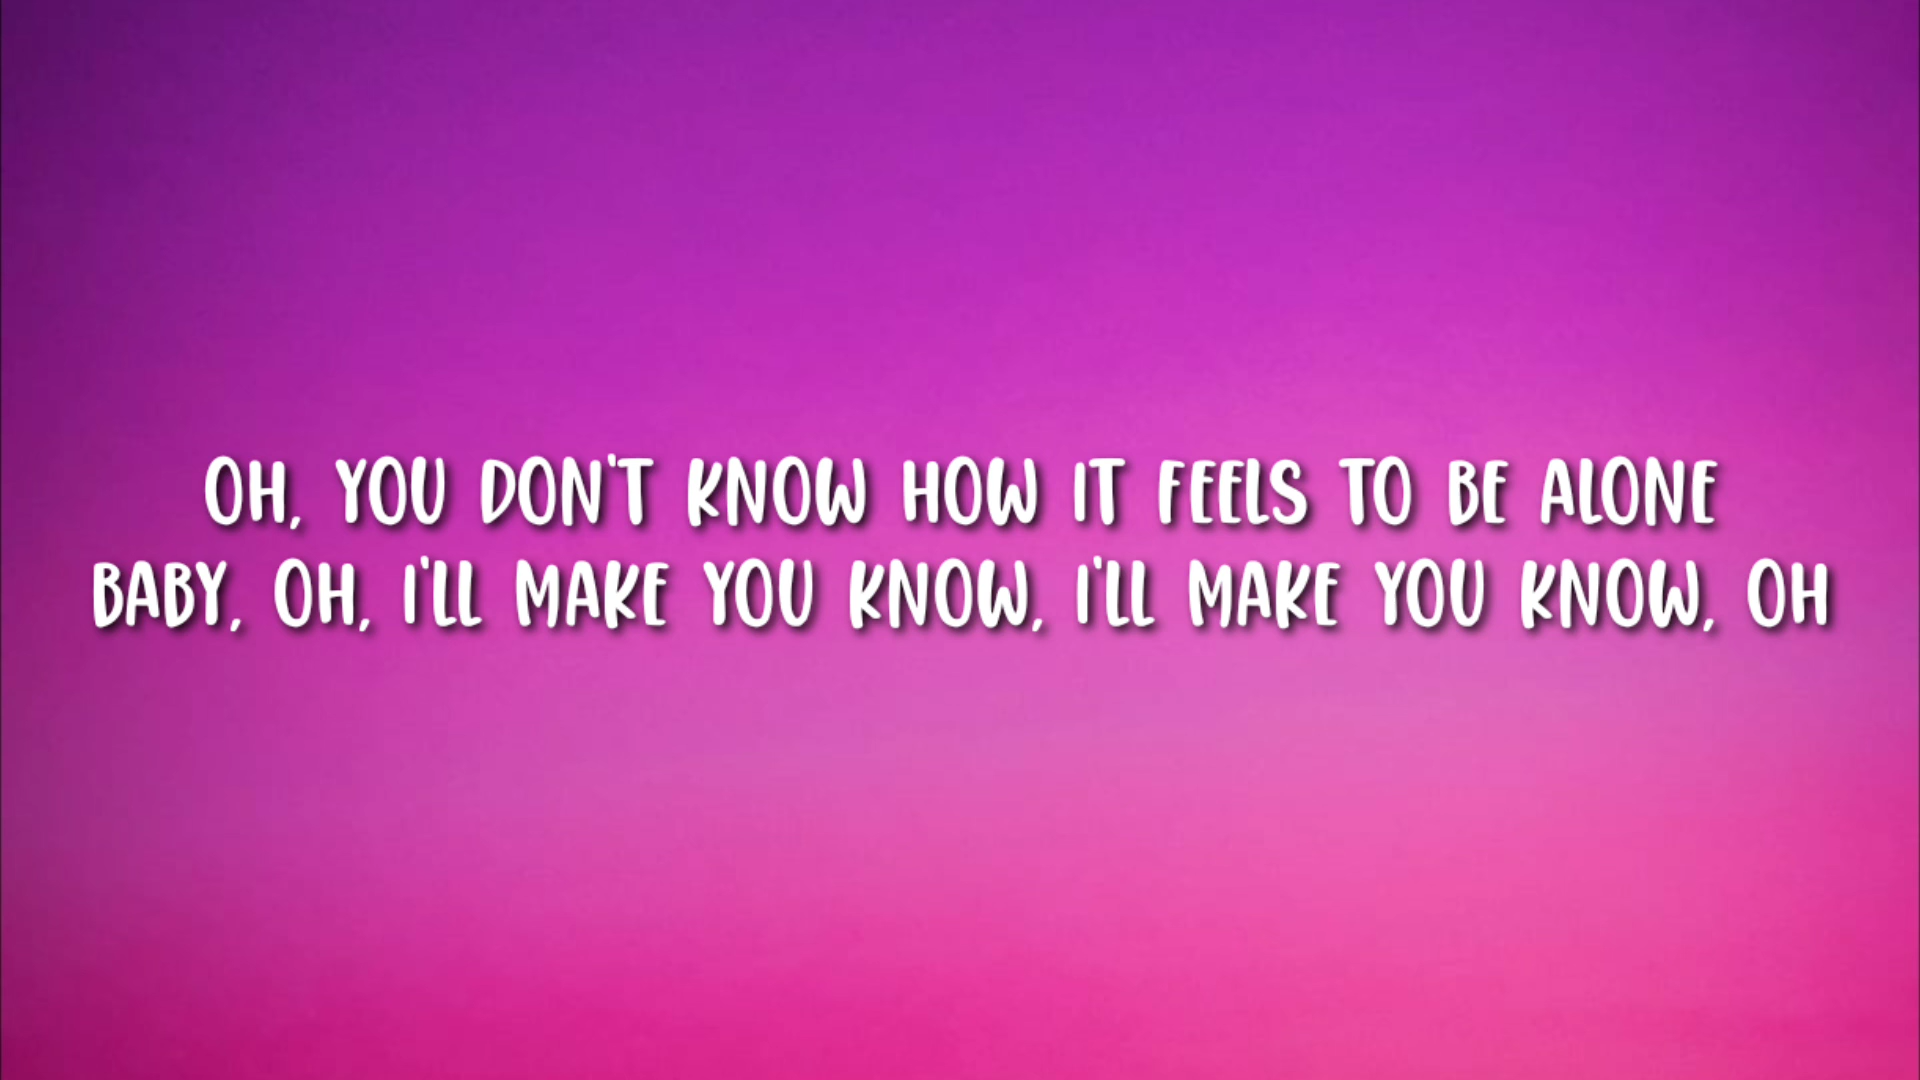 OH, YOU DON'T KNOW HOW IT FEELS TO BE ALONE
BABY, OH, I'LL MAKE YOU KNOW, I'LL MAKE YOU KNOW, OH